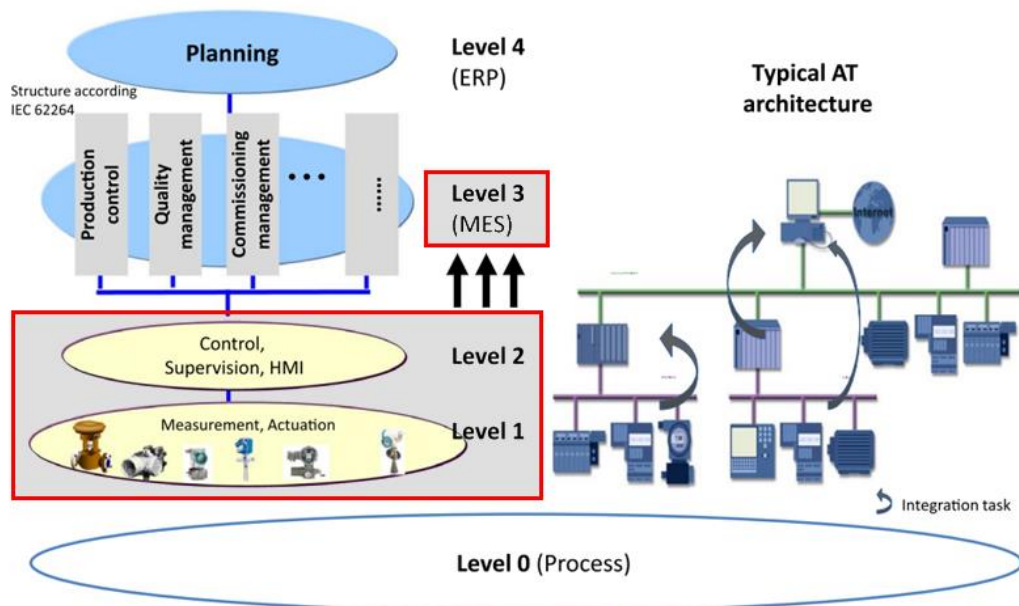 Planning
Level 4
(ERP)
Structure according
IEC 62264
Typical AT
architecture
Production
control
Quality
management
Commissioning
management
• • •
.......
Level 3
(MES)
Internet
Control,
Supervision, HMI
Level 2
Measurement, Actuation
Level 1
Integration task
Level 0 (Process)